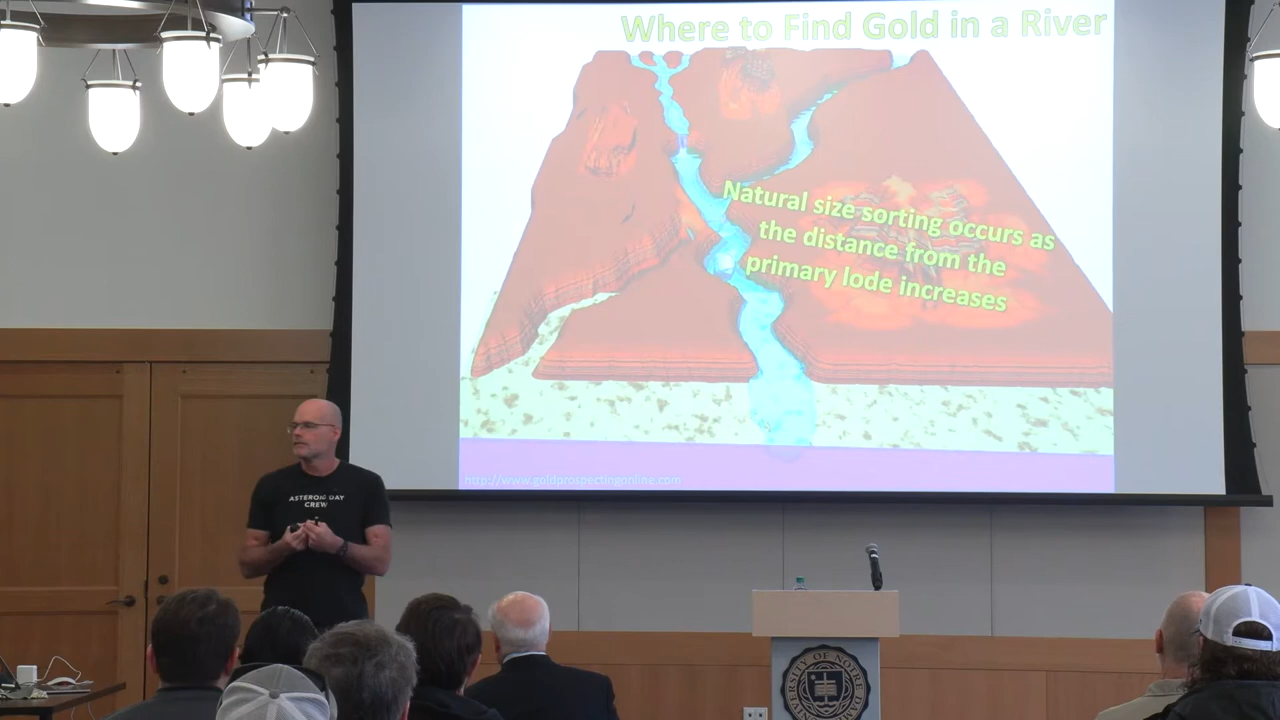 Where to Find Gold in a River
Natural size sorting occurs as
the distance from the
primary lode increases
http://www.goldprospectingonline.com
ASTEROID DAY
CREW